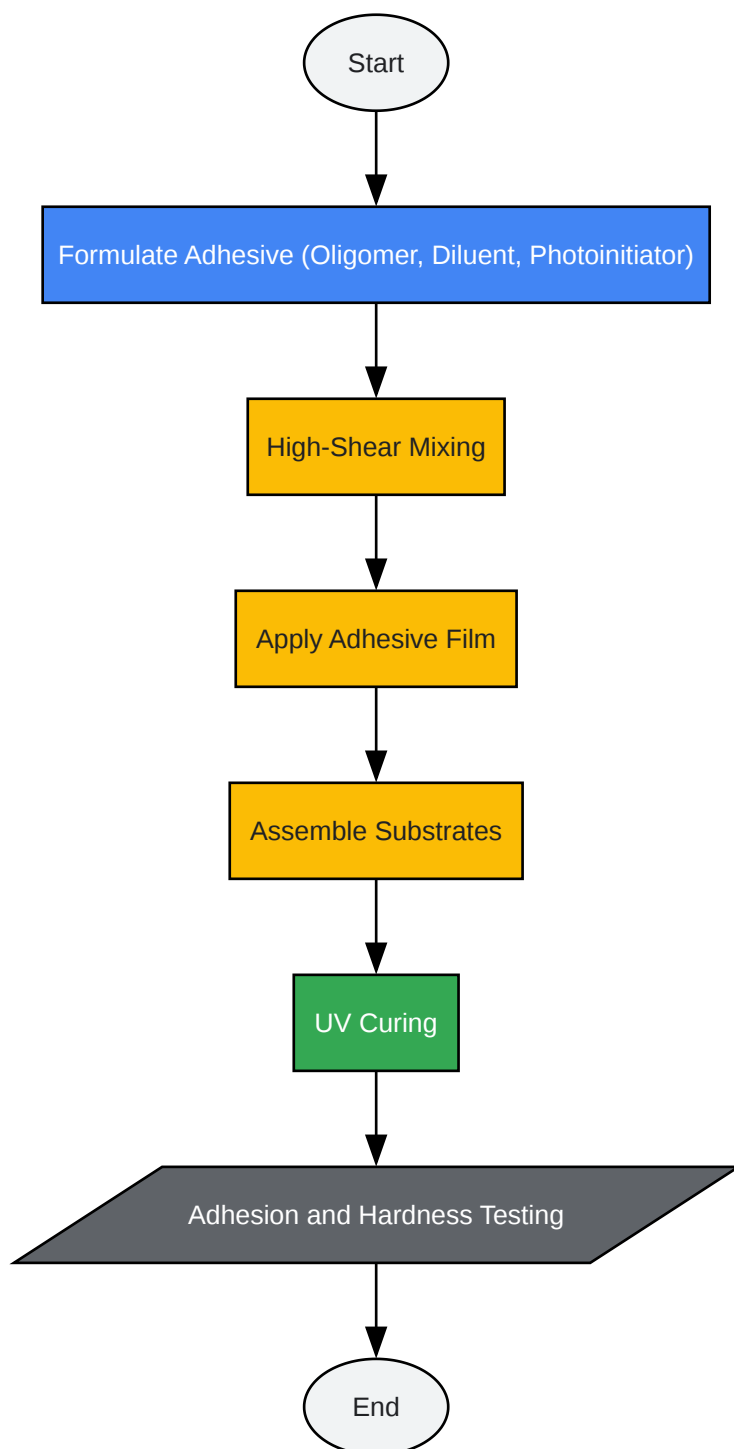 Start
Formulate Adhesive (Oligomer, Diluent, Photoinitiator)
High-Shear Mixing
Apply Adhesive Film
Assemble Substrates
UV Curing
Adhesion and Hardness Testing
End